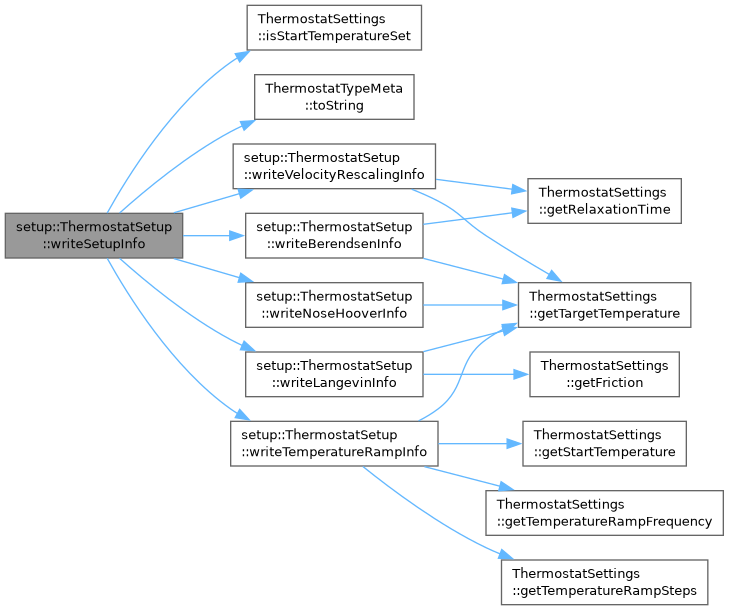 ThermostatSettings
::isStartTemperatureSet
ThermostatTypeMeta
::toString
setup::ThermostatSetup
::writeVelocityRescalingInfo
ThermostatSettings
::getRelaxationTime
setup::ThermostatSetup
::writeSetupInfo
setup::ThermostatSetup
::writeBerendsenInfo
setup::ThermostatSetup
::writeNoseHooverInfo
ThermostatSettings
::getTargetTemperature
setup::ThermostatSetup
::writeLangevinInfo
ThermostatSettings
::getFriction
setup::ThermostatSetup
::writeTemperatureRampInfo
ThermostatSettings
::getStartTemperature
ThermostatSettings
::getTemperatureRampFrequency
ThermostatSettings
::getTemperatureRampSteps